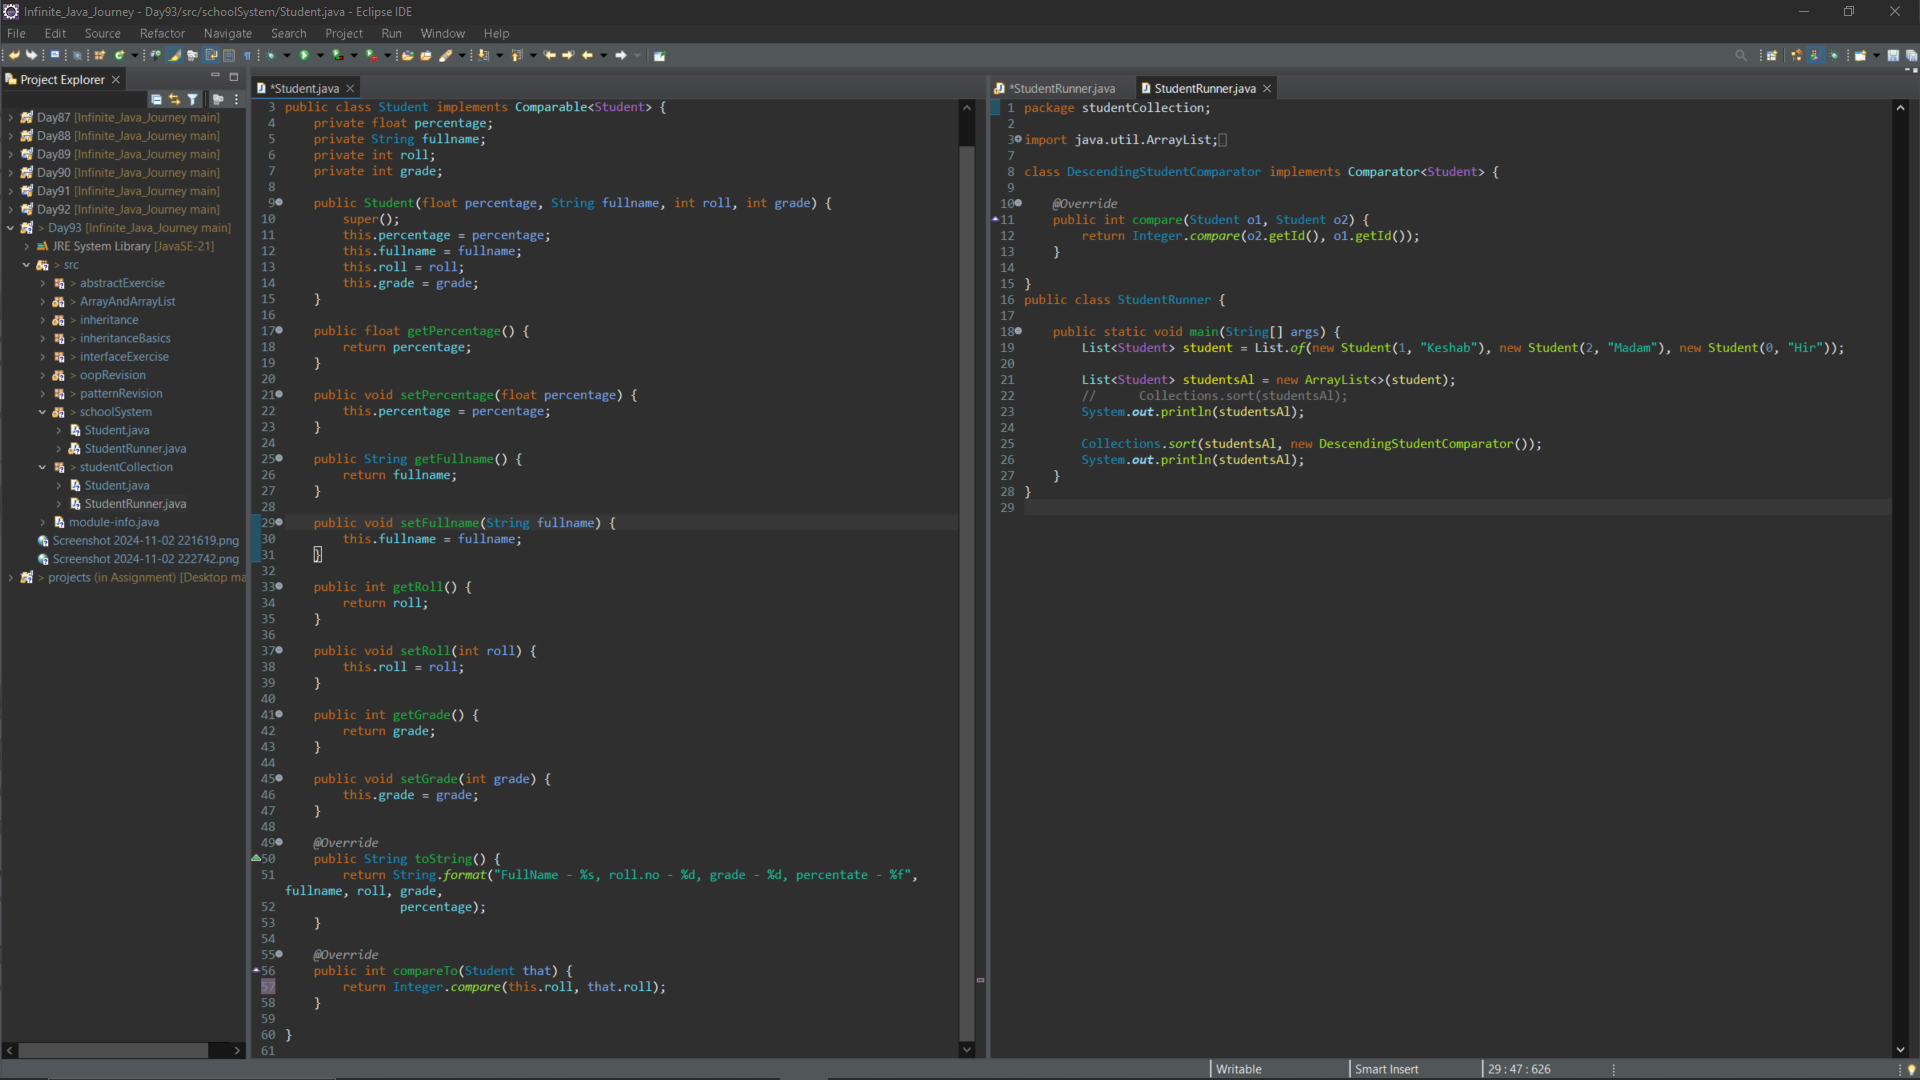 Infinite_Java_Journey - Day93/src/schoolSystem/Student.java - Eclipse IDE
File Edit Source Refactor Navigate Search Project Run Window Help
Project Explorer
Day87 [Infinite_Java_Journey main]
Day88 [Infinite_Java_Journey main]
Day89 [Infinite_Java_Journey main]
Day90 [Infinite_Java_Journey main]
Day91 [Infinite_Java_Journey main]
Day92 [Infinite_Java_Journey main]
> Day93 [Infinite_Java_Journey main]
JRE System Library [JavaSE-21]
> src
> abstractExercise
> ArrayAndArrayList
> inheritance
> inheritanceBasics
> interfaceExercise
> oopRevision
> patternRevision
> schoolSystem
Student.java
StudentRunner.java
> studentCollection
Student.java
StudentRunner.java
module-info.java
Screenshot 2024-11-02 221619.png
Screenshot 2024-11-02 222742.png
> projects (in Assignment) [Desktop ma
*Student.java
3 public class Student implements Comparable<Student> {
4 private float percentage;
5 private String fullname;
6 private int roll;
7 private int grade;
8
9 public Student(float percentage, String fullname, int roll, int grade) {
10 super();
11 this.percentage = percentage;
12 this.fullname = fullname;
13 this.roll = roll;
14 this.grade = grade;
15 }
16
17 public float getPercentage() {
18 return percentage;
19 }
20
21 public void setPercentage(float percentage) {
22 this.percentage = percentage;
23 }
24
25 public String getFullname() {
26 return fullname;
27 }
28
29 public void setFullname(String fullname) {
30 this.fullname = fullname;
31 }
32
33 public int getRoll() {
34 return roll;
35 }
36
37 public void setRoll(int roll) {
38 this.roll = roll;
39 }
40
41 public int getGrade() {
42 return grade;
43 }
44
45 public void setGrade(int grade) {
46 this.grade = grade;
47 }
48
49 @Override
50 public String toString() {
51 return String.format("FullName - %s, roll.no - %d, grade - %d, percentate - %f",
fullname, roll, grade,
52 percentage);
53 }
54
55 @Override
56 public int compareTo(Student that) {
57 return Integer.compare(this.roll, that.roll);
58 }
59
60 }
61
*StudentRunner.java StudentRunner.java
1 package studentCollection;
2
3 import java.util.ArrayList;
7
8 class DescendingStudentComparator implements Comparator<Student> {
9
10 @Override
11 public int compare(Student o1, Student o2) {
12 return Integer.compare(o2.getId(), o1.getId());
13 }
14
15 }
16 public class StudentRunner {
17
18 public static void main(String[] args) {
19 List<Student> student = List.of(new Student(1, "Keshab"), new Student(2, "Madam"), new Student(0, "Hir"));
20
21 List<Student> studentsAl = new ArrayList<>(student);
22 // Collections.sort(studentsAl);
23 System.out.println(studentsAl);
24
25 Collections.sort(studentsAl, new DescendingStudentComparator());
26 System.out.println(studentsAl);
27 }
28 }
29
Writable Smart Insert 29 : 47 : 626